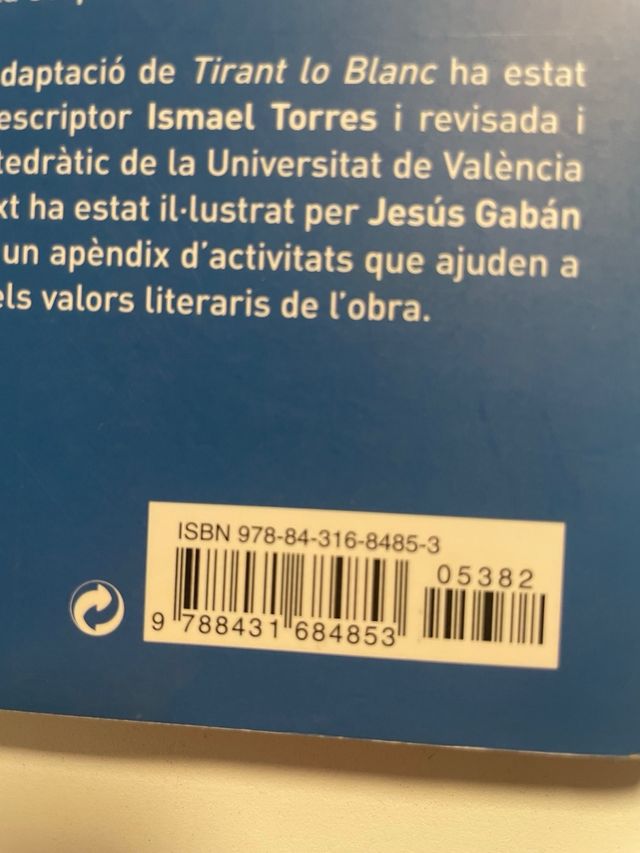 daptació de Tirant lo Blanc ha estat
escriptor Ismael Torres i revisada i
tedràtic de la Universitat de València
xt ha estat il·lustrat per Jesús Gabán
un apèndix d'activitats que ajuden a
els valors literaris de l'obra.
ISBN 978-84-316-8485-3
05382
9 788431 684853